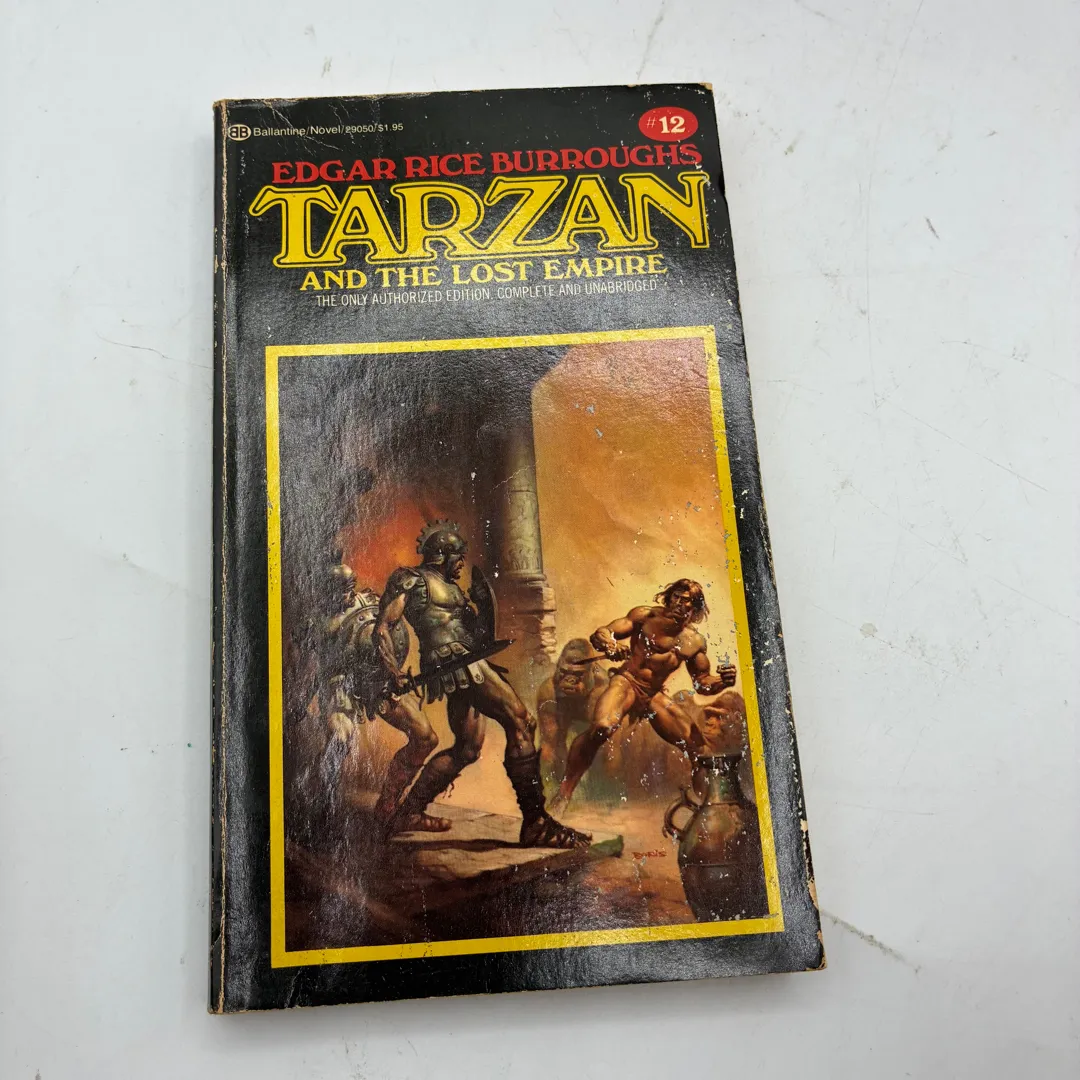 BB Ballantine/Novel/29050/$1.95
#12
EDGAR RICE BURROUGHS
TARZAN
AND THE LOST EMPIRE
THE ONLY AUTHORIZED EDITION. COMPLETE AND UNABRIDGED
BORIS